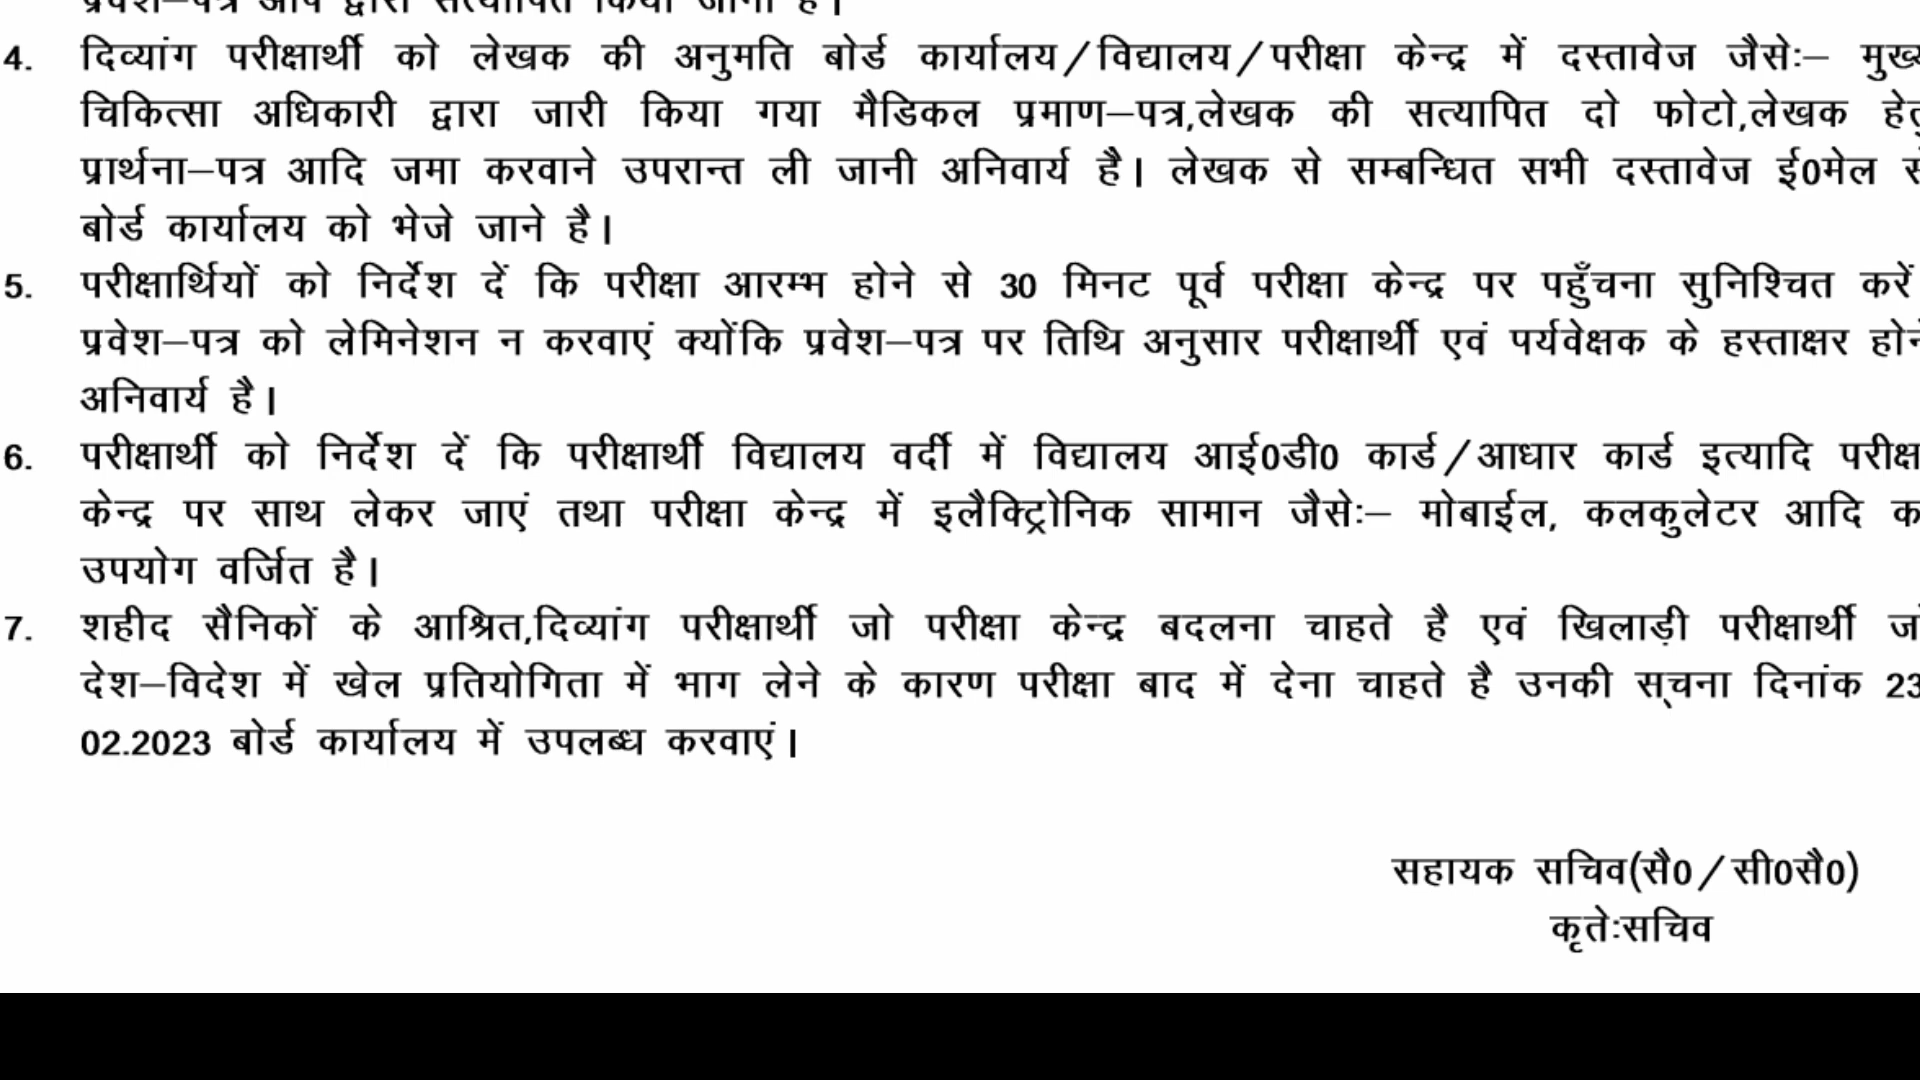 प्रवेश–पत्र आप द्वारा सत्यापित किया जाना है।
4. दिव्यांग परीक्षार्थी को लेखक की अनुमति बोर्ड कार्यालय/विद्यालय/परीक्षा केन्द्र में दस्तावेज जैसेः– मुख्य
चिकित्सा अधिकारी द्वारा जारी किया गया मैडिकल प्रमाण–पत्र,लेखक की सत्यापित दो फोटो,लेखक हेतु
प्रार्थना–पत्र आदि जमा करवाने उपरान्त ली जानी अनिवार्य है। लेखक से सम्बन्धित सभी दस्तावेज ई0मेल से
बोर्ड कार्यालय को भेजे जाने है।
5. परीक्षार्थियों को निर्देश दें कि परीक्षा आरम्भ होने से 30 मिनट पूर्व परीक्षा केन्द्र पर पहुँचना सुनिश्चित करें
प्रवेश–पत्र को लेमिनेशन न करवाएं क्योंकि प्रवेश–पत्र पर तिथि अनुसार परीक्षार्थी एवं पर्यवेक्षक के हस्ताक्षर होने
अनिवार्य है।
6. परीक्षार्थी को निर्देश दें कि परीक्षार्थी विद्यालय वर्दी में विद्यालय आई0डी0 कार्ड/आधार कार्ड इत्यादि परीक्षा
केन्द्र पर साथ लेकर जाएं तथा परीक्षा केन्द्र में इलैक्ट्रिोनिक सामान जैसेः– मोबाईल, कलकुलेटर आदि का
उपयोग वर्जित है।
7. शहीद सैनिकों के आश्रित,दिव्यांग परीक्षार्थी जो परीक्षा केन्द्र बदलना चाहते है एवं खिलाड़ी परीक्षार्थी जो
देश–विदेश में खेल प्रतियोगिता में भाग लेने के कारण परीक्षा बाद में देना चाहते है उनकी सूचना दिनांक 23
02.2023 बोर्ड कार्यालय में उपलब्ध करवाएं।
सहायक सचिव(सै0/सी0सै0)
कृतेःसचिव